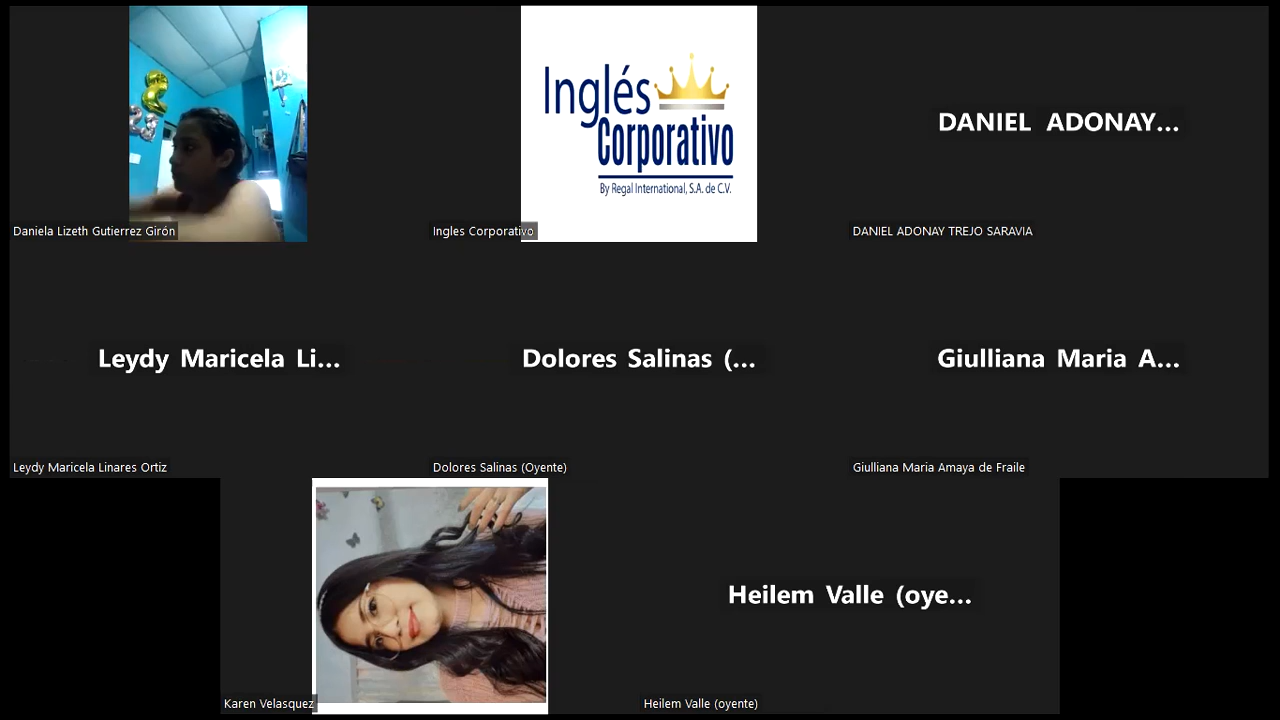 Daniela Lizeth Gutierrez Girón
Inglés
Corporativo
By Regal International, S.A. de C.V.
Ingles Corporativo
DANIEL ADONAY...
DANIEL ADONAY TREJO SARAVIA
Leydy Maricela Li...
Leydy Maricela Linares Ortiz
Dolores Salinas (...
Dolores Salinas (Oyente)
Giulliana Maria A...
Giulliana Maria Amaya de Fraile
Karen Velasquez
Heilem Valle (oye...
Heilem Valle (oyente)